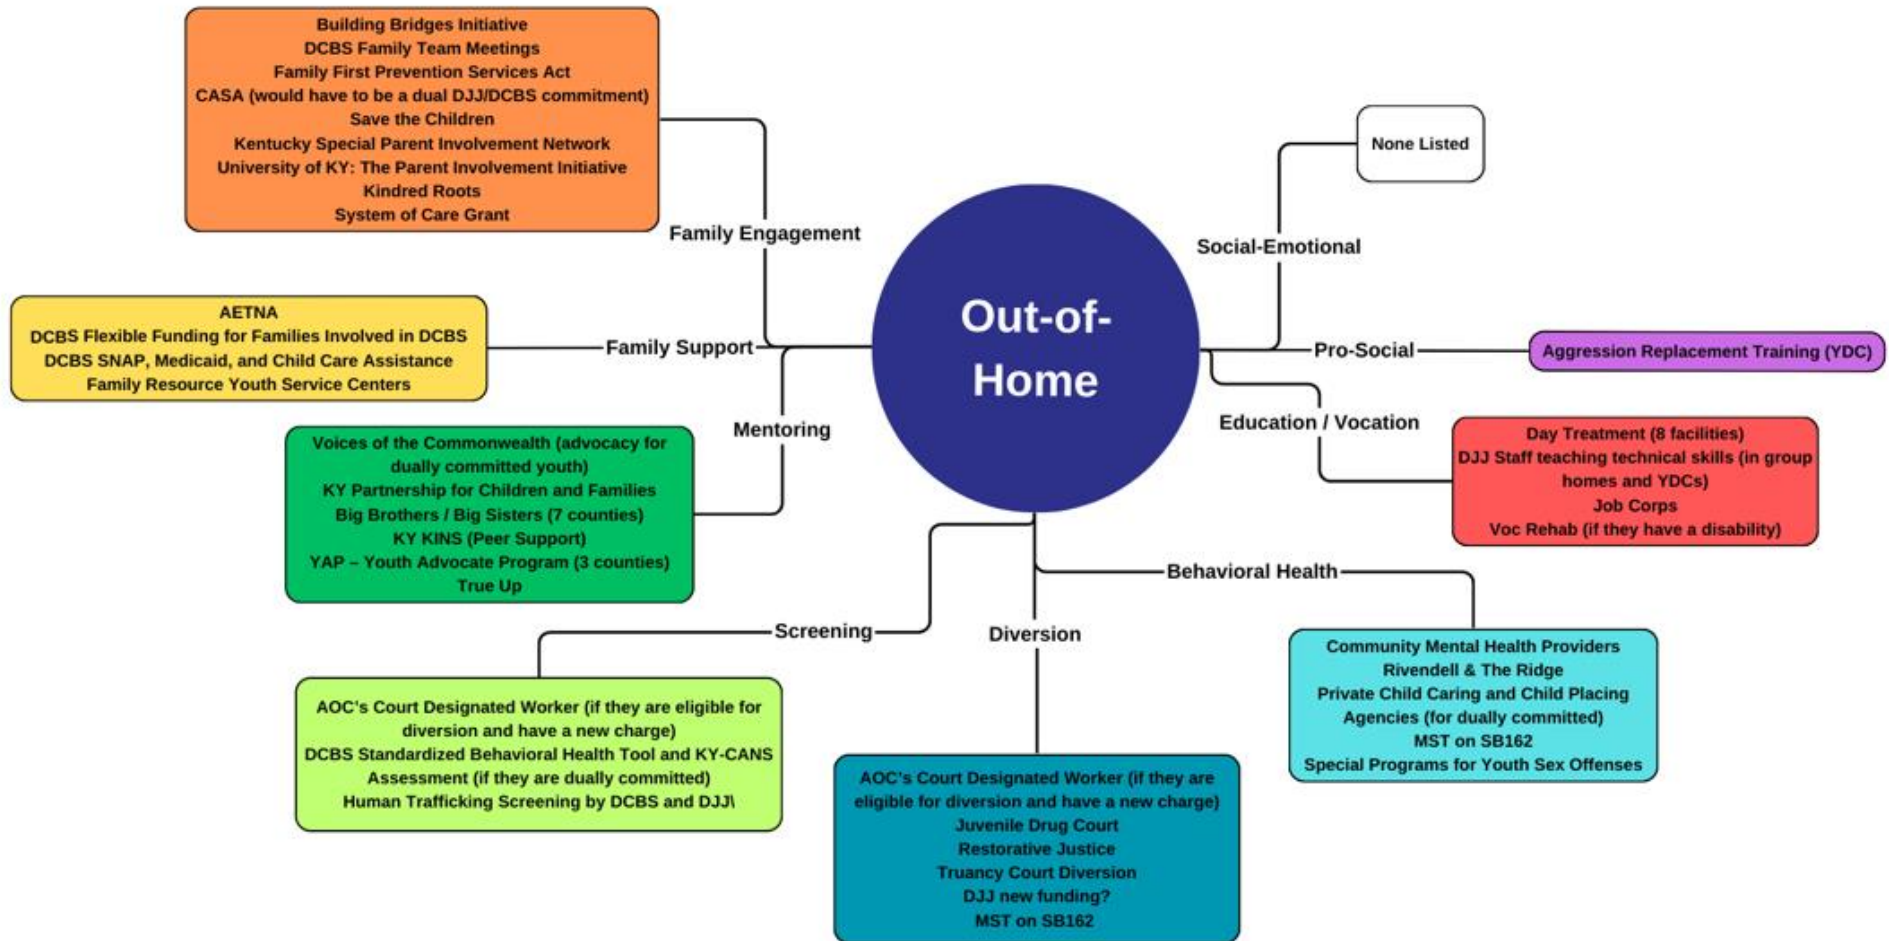 Building Bridges Initiative
DCBS Family Team Meetings
Family First Prevention Services Act
CASA (would have to be a dual DJJ/DCBS commitment)
Save the Children
Kentucky Special Parent Involvement Network
University of KY: The Parent Involvement Initiative
Kindred Roots
System of Care Grant
Family Engagement
AETNA
DCBS Flexible Funding for Families Involved in DCBS
DCBS SNAP, Medicaid, and Child Care Assistance
Family Resource Youth Service Centers
Family Support
Voices of the Commonwealth (advocacy for
dually committed youth)
KY Partnership for Children and Families
Big Brothers / Big Sisters (7 counties)
KY KINS (Peer Support)
YAP – Youth Advocate Program (3 counties)
True Up
Mentoring
Out-of-
Home
None Listed
Social-Emotional
Pro-Social
Aggression Replacement Training (YDC)
Education / Vocation
Day Treatment (8 facilities)
DJJ Staff teaching technical skills (in group
homes and YDCs)
Job Corps
Voc Rehab (if they have a disability)
Behavioral Health
Community Mental Health Providers
Rivendell & The Ridge
Private Child Caring and Child Placing
Agencies (for dually committed)
MST on SB162
Special Programs for Youth Sex Offenses
Screening
AOC's Court Designated Worker (if they are eligible for
diversion and have a new charge)
DCBS Standardized Behavioral Health Tool and KY-CANS
Assessment (if they are dually committed)
Human Trafficking Screening by DCBS and DJJ\
Diversion
AOC's Court Designated Worker (if they are
eligible for diversion and have a new charge)
Juvenile Drug Court
Restorative Justice
Truancy Court Diversion
DJJ new funding?
MST on SB162